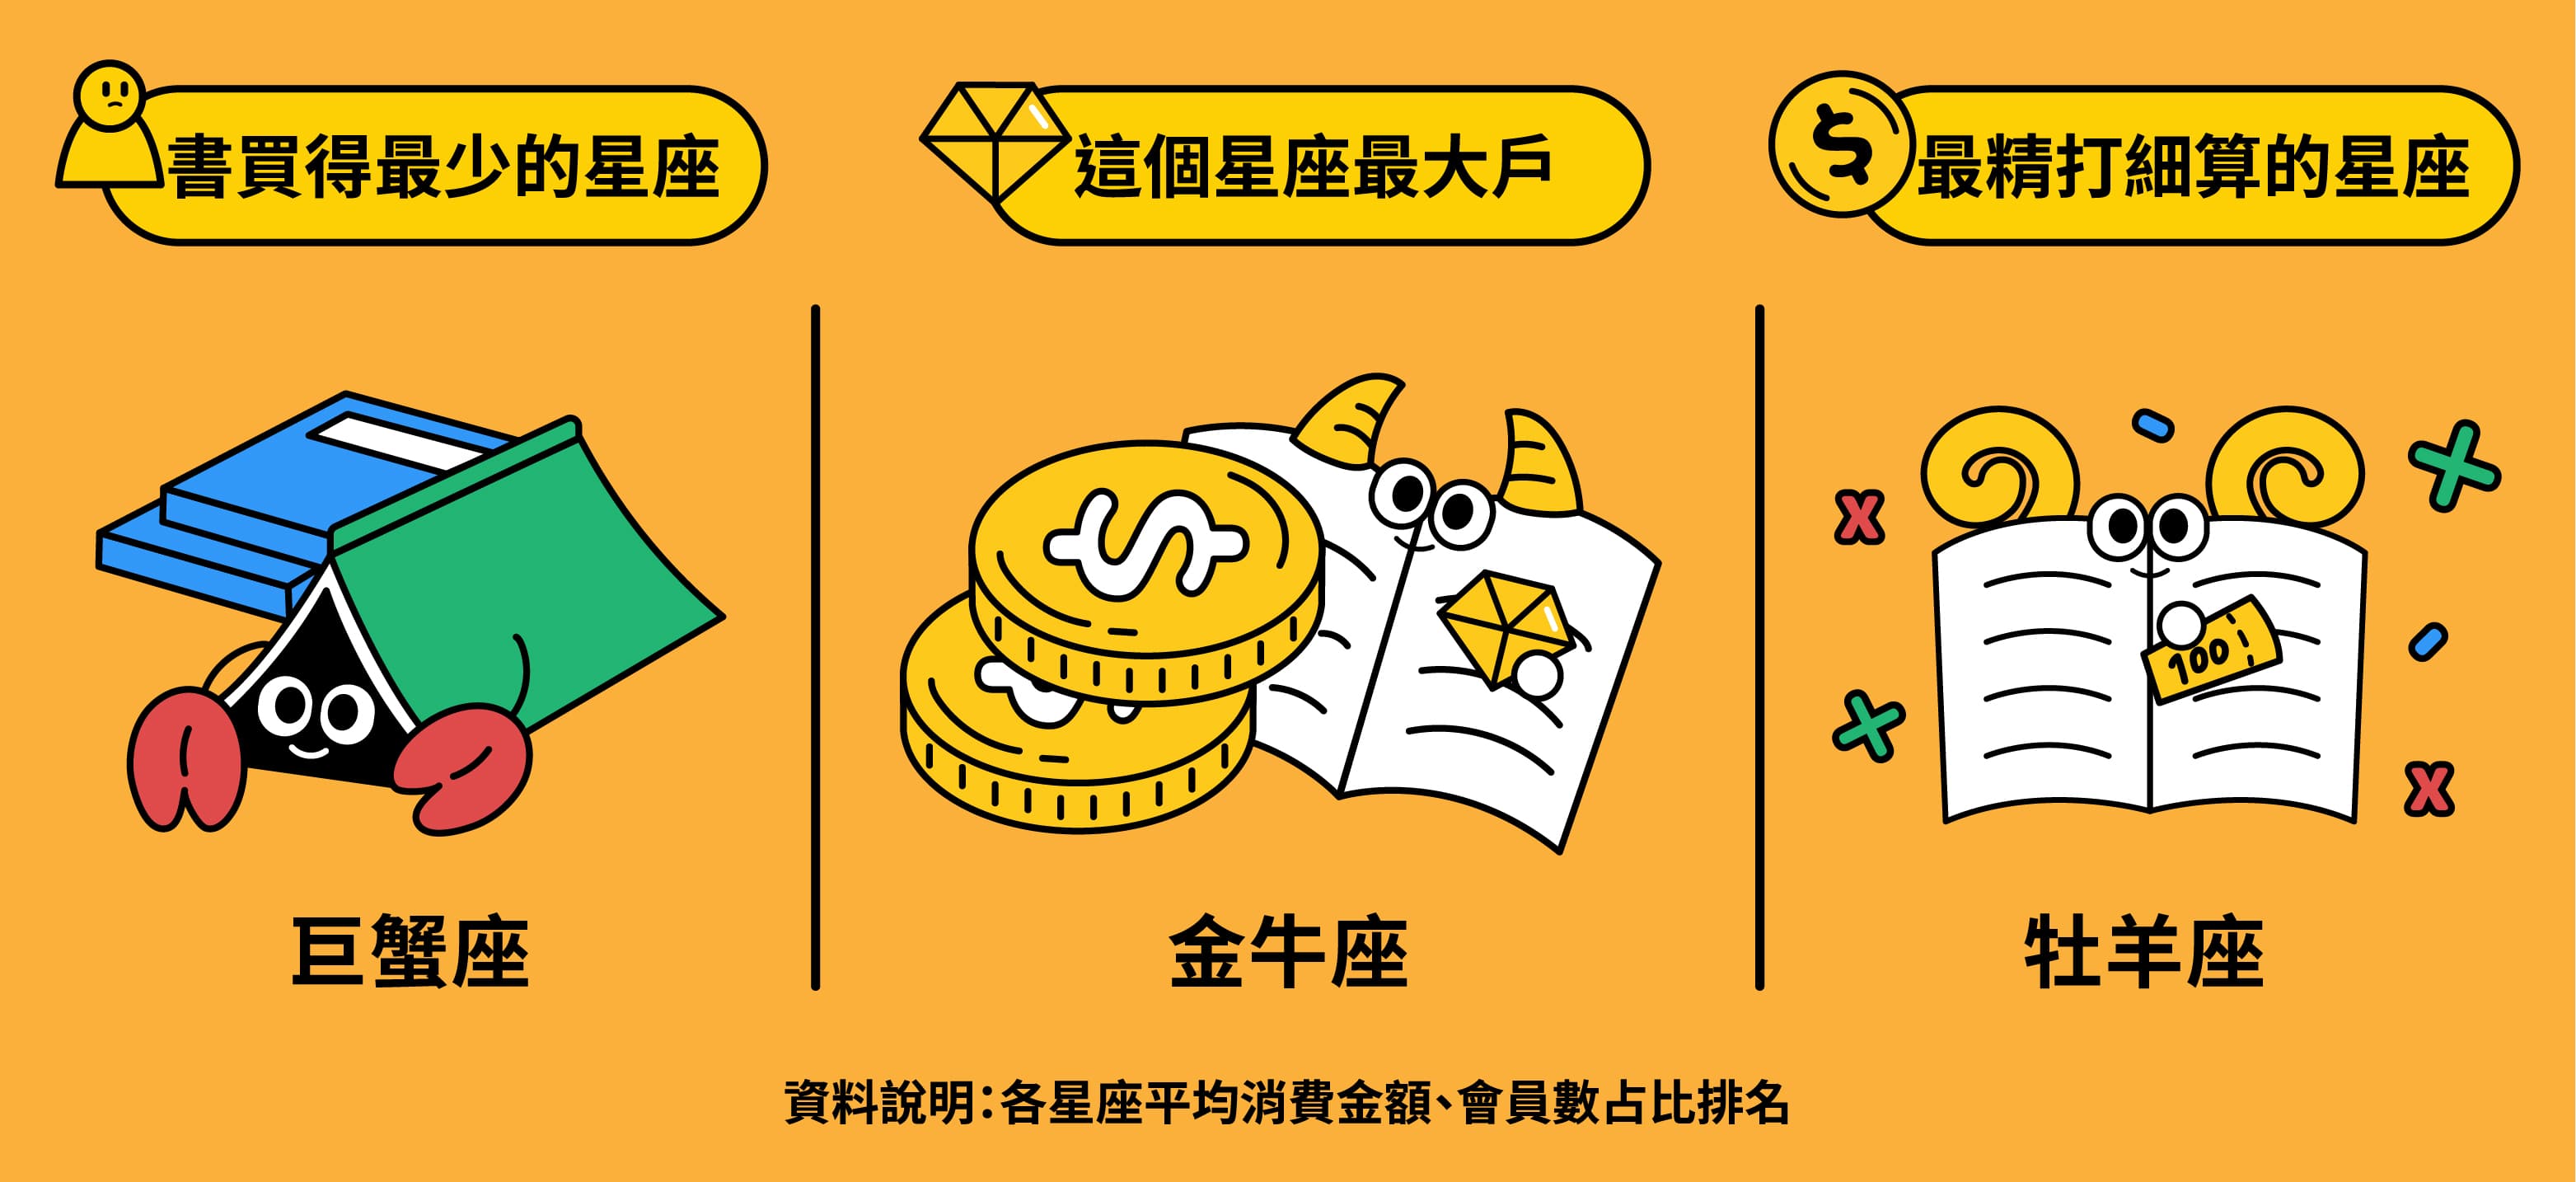 書買得最少的星座
這個星座最大戶
最精打細算的星座
$
$
X
X
100
巨蟹座
金牛座
牡羊座
資料說明：各星座平均消費金額、會員數占比排名